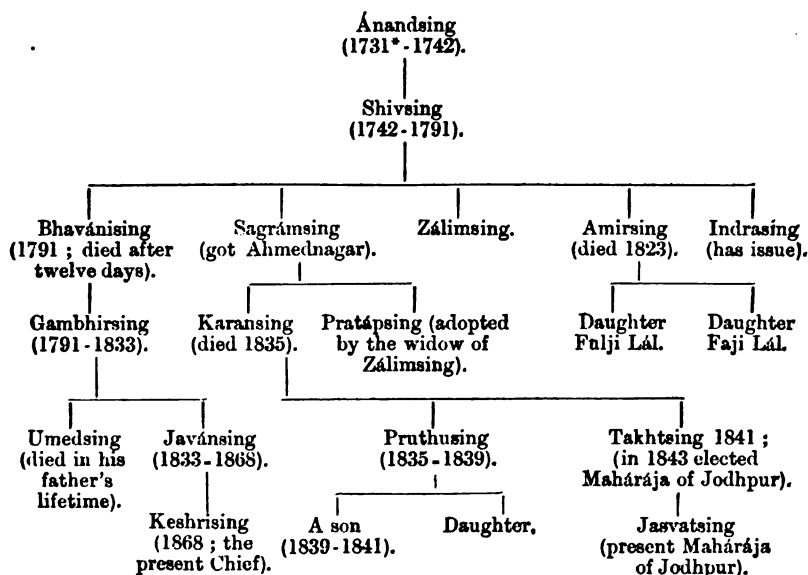 Ánandsing
(1731* - 1742).
Shivsing
(1742 - 1791).
Bhavánising
(1791 ; died after
twelve days).
Sagrámsing
(got Ahmednagar).
Zálimsing.
Amirsing
(died 1823).
Indrasíng
(has issue).
Gambhirsing
(1791 - 1833).
Karansing
(died 1835).
Pratápsing (adopted
by the widow of
Zálimsing).
Daughter
Fulji Lál.
Daughter
Faji Lál.
Umedsing
(died in his
father's
lifetime).
Javánsing
(1833 - 1868).
Pruthusing
(1835 - 1839).
Takhtsing 1841 ;
(in 1843 elected
Mahárája of Jodhpur).
Keshrising
(1868 ; the
present Chief).
A son
(1839 - 1841).
Daughter.
Jasvatsing
(present Mahárája
of Jodhpur).